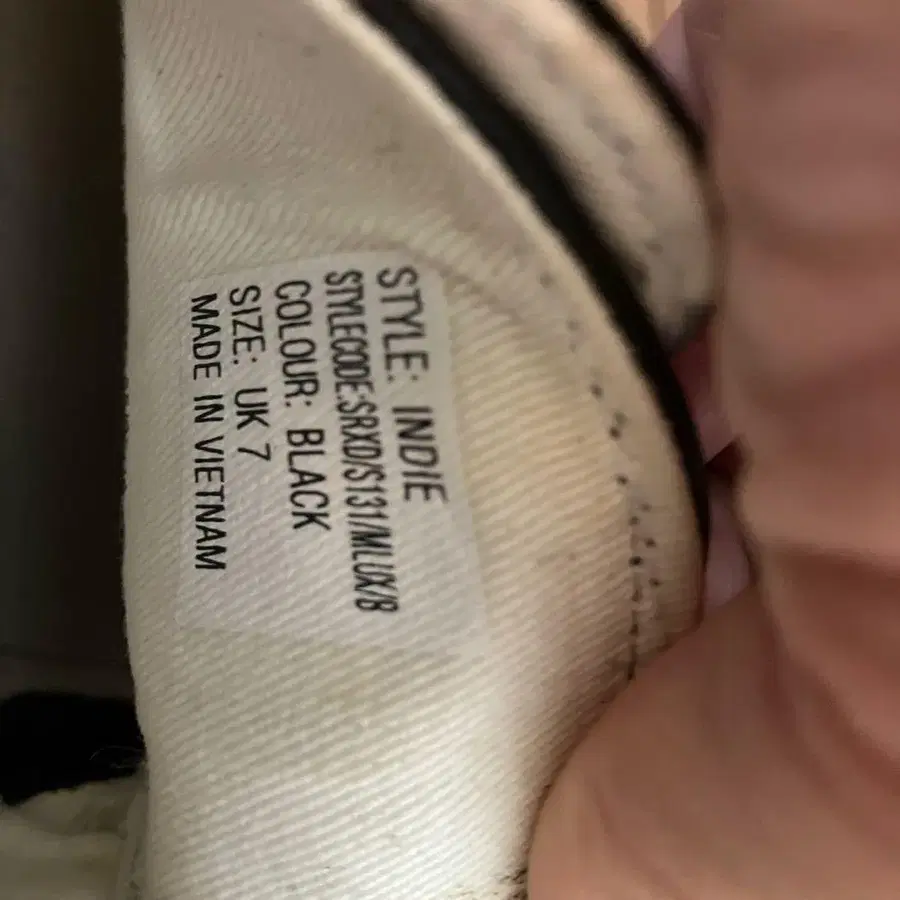 STYLE: INDIE
STYLECODE:SRXD/S131/MLUX/B
COLOUR: BLACK
SIZE: UK 7
MADE IN VIETNAM